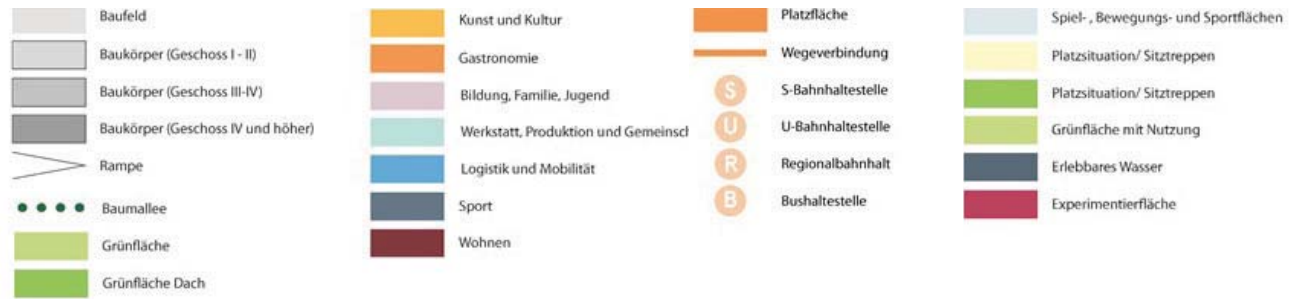 Baufeld
Baukörper (Geschoss I - II)
Baukörper (Geschoss III-IV)
Baukörper (Geschoss IV und höher)
Rampe
Baumallee
Grünfläche
Grünfläche Dach
Kunst und Kultur
Gastronomie
Bildung, Familie, Jugend
Werkstatt, Produktion und Gemeinscl
Logistik und Mobilität
Sport
Wohnen
Platzfläche
Wegeverbindung
S S-Bahnhaltestelle
U U-Bahnhaltestelle
R Regionalbahnhalt
B Bushaltestelle
Spiel- , Bewegungs- und Sportflächen
Platzsituation/ Sitztreppen
Platzsituation/ Sitztreppen
Grünfläche mit Nutzung
Erlebbares Wasser
Experimentierfläche